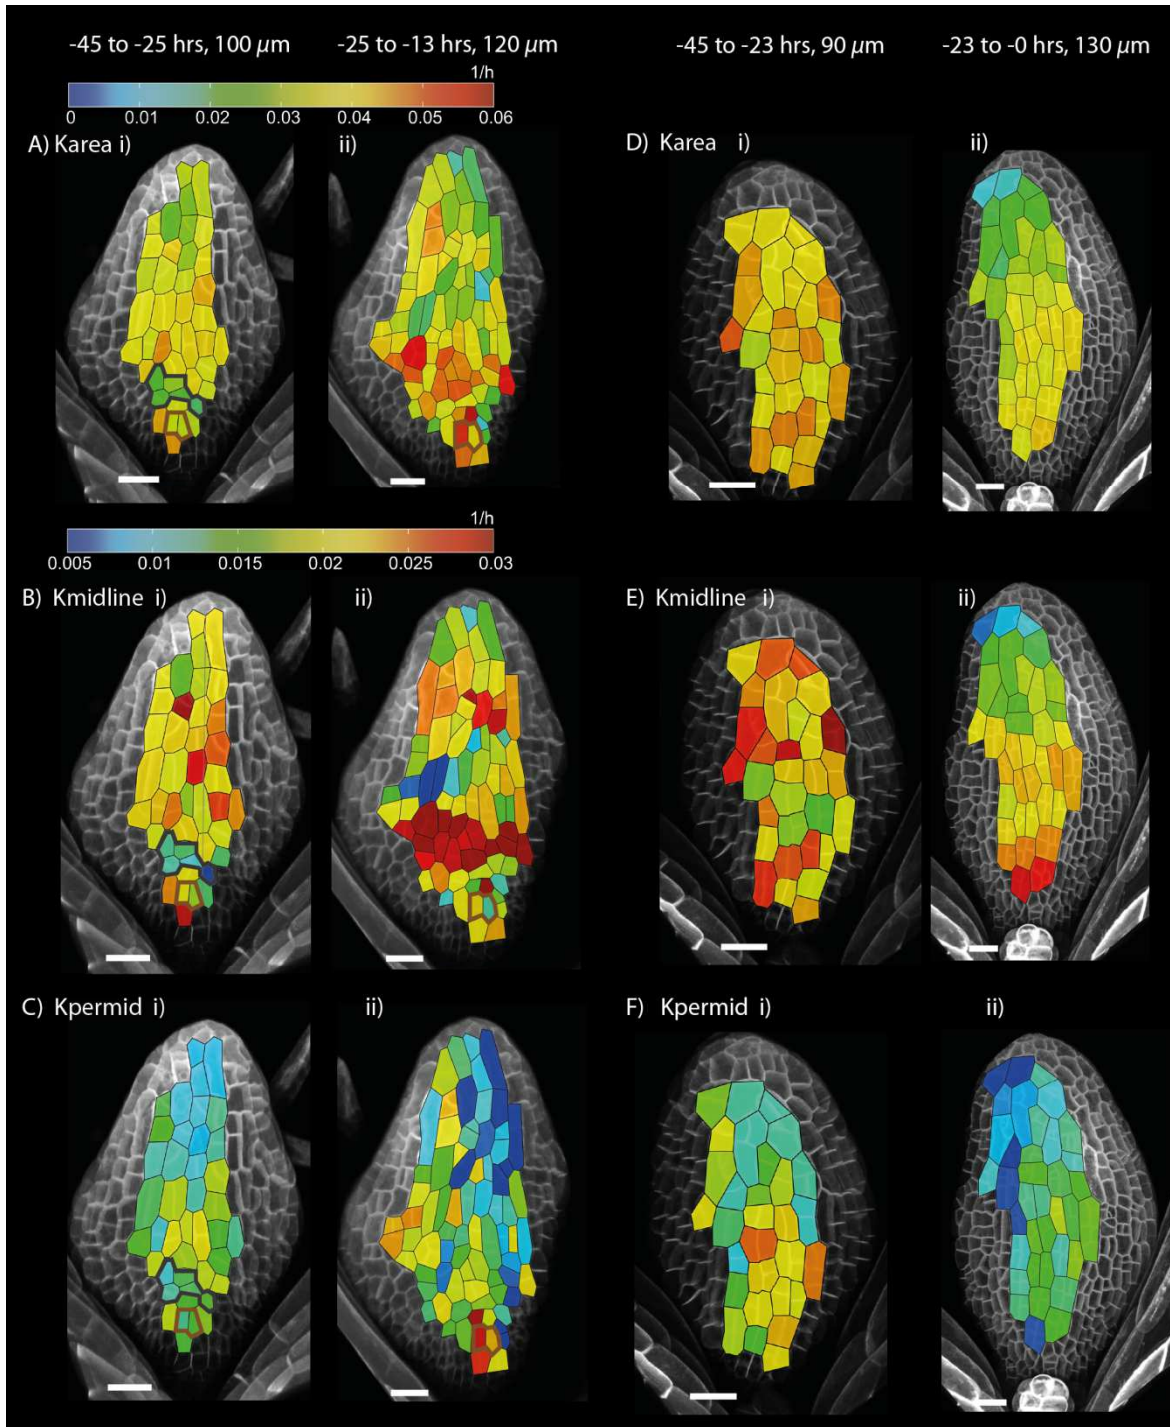 -45 to -25 hrs, 100 µm -25 to -13 hrs, 120 µm -45 to -23 hrs, 90 µm -23 to -0 hrs, 130 µm
1/h
0 0.01 0.02 0.03 0.04 0.05 0.06
A) Karea i) ii) D) Karea i) ii)
1/h
0.005 0.01 0.015 0.02 0.025 0.03
B) Kmidline i) ii) E) Kmidline i) ii)
C) Kpermid i) ii) F) Kpermid i) ii)